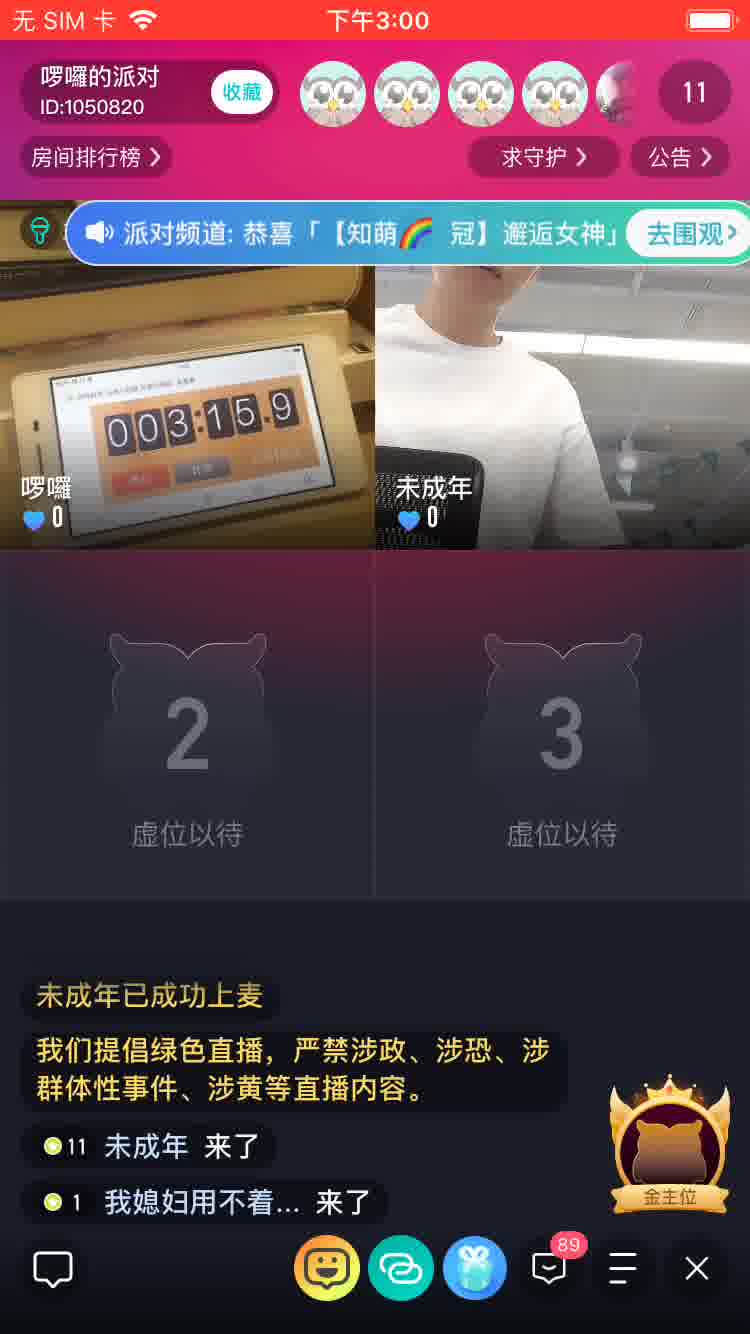 无 SIM 卡
下午3:00
啰囉的派对
ID:1050820
收藏
11
房间排行榜
求守护
公告
派对频道: 恭喜「【知萌🌈 冠】邂逅女神」
去围观
003:15.9
啰囉
0
未成年
0
2
虚位以待
3
虚位以待
未成年已成功上麦
我们提倡绿色直播，严禁涉政、涉恐、涉
群体性事件、涉黄等直播内容。
11 未成年 来了
1 我媳妇用不着... 来了
金主位
89